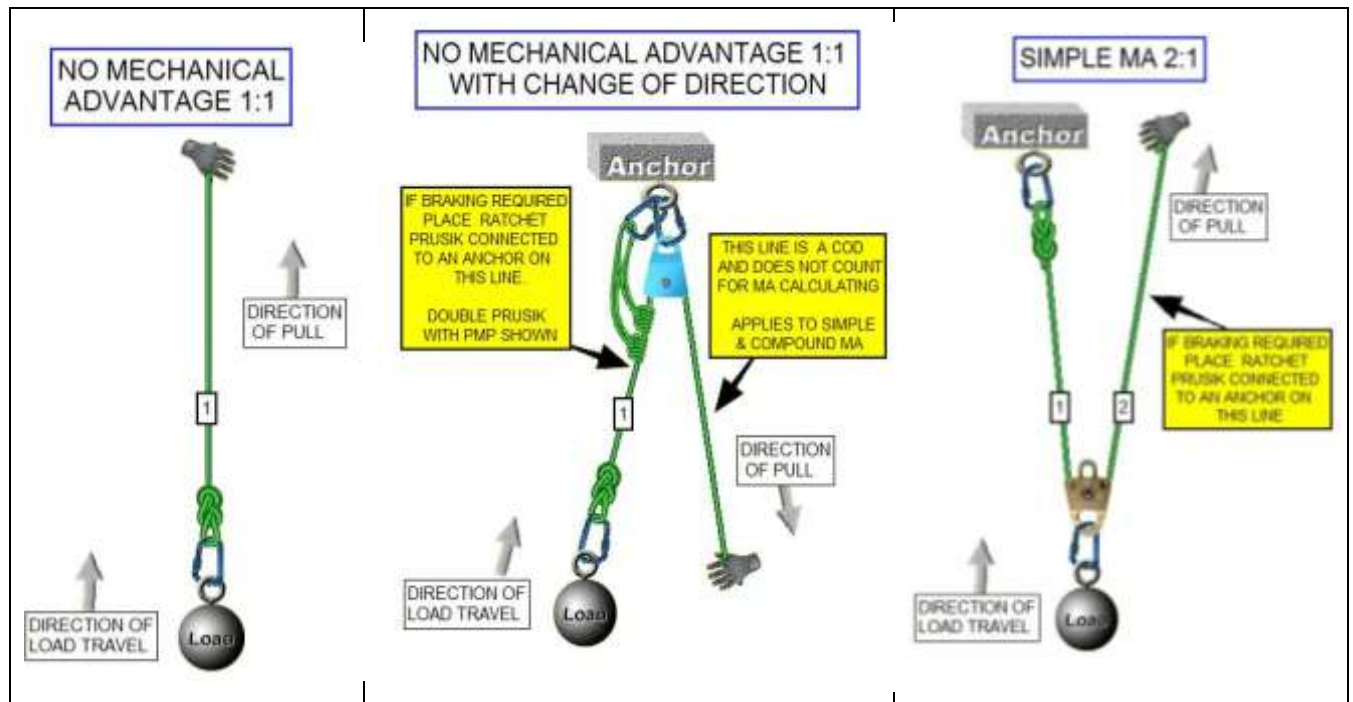 NO MECHANICAL
ADVANTAGE 1:1
DIRECTION
OF PULL
1
DIRECTION OF
LOAD TRAVEL
Load
NO MECHANICAL ADVANTAGE 1:1
WITH CHANGE OF DIRECTION
Anchor
IF BRAKING REQUIRED
PLACE RATCHET
PRUSIK CONNECTED
TO AN ANCHOR ON
THIS LINE.
DOUBLE PRUSIK
WITH PMP SHOWN
THIS LINE IS A COD
AND DOES NOT COUNT
FOR MA CALCULATING
APPLIES TO SIMPLE
& COMPOUND MA
1
DIRECTION
OF PULL
DIRECTION OF
LOAD TRAVEL
Load
SIMPLE MA 2:1
Anchor
DIRECTION
OF PULL
IF BRAKING REQUIRED
PLACE RATCHET
PRUSIK CONNECTED
TO AN ANCHOR ON
THIS LINE
1
2
DIRECTION OF
LOAD TRAVEL
Load